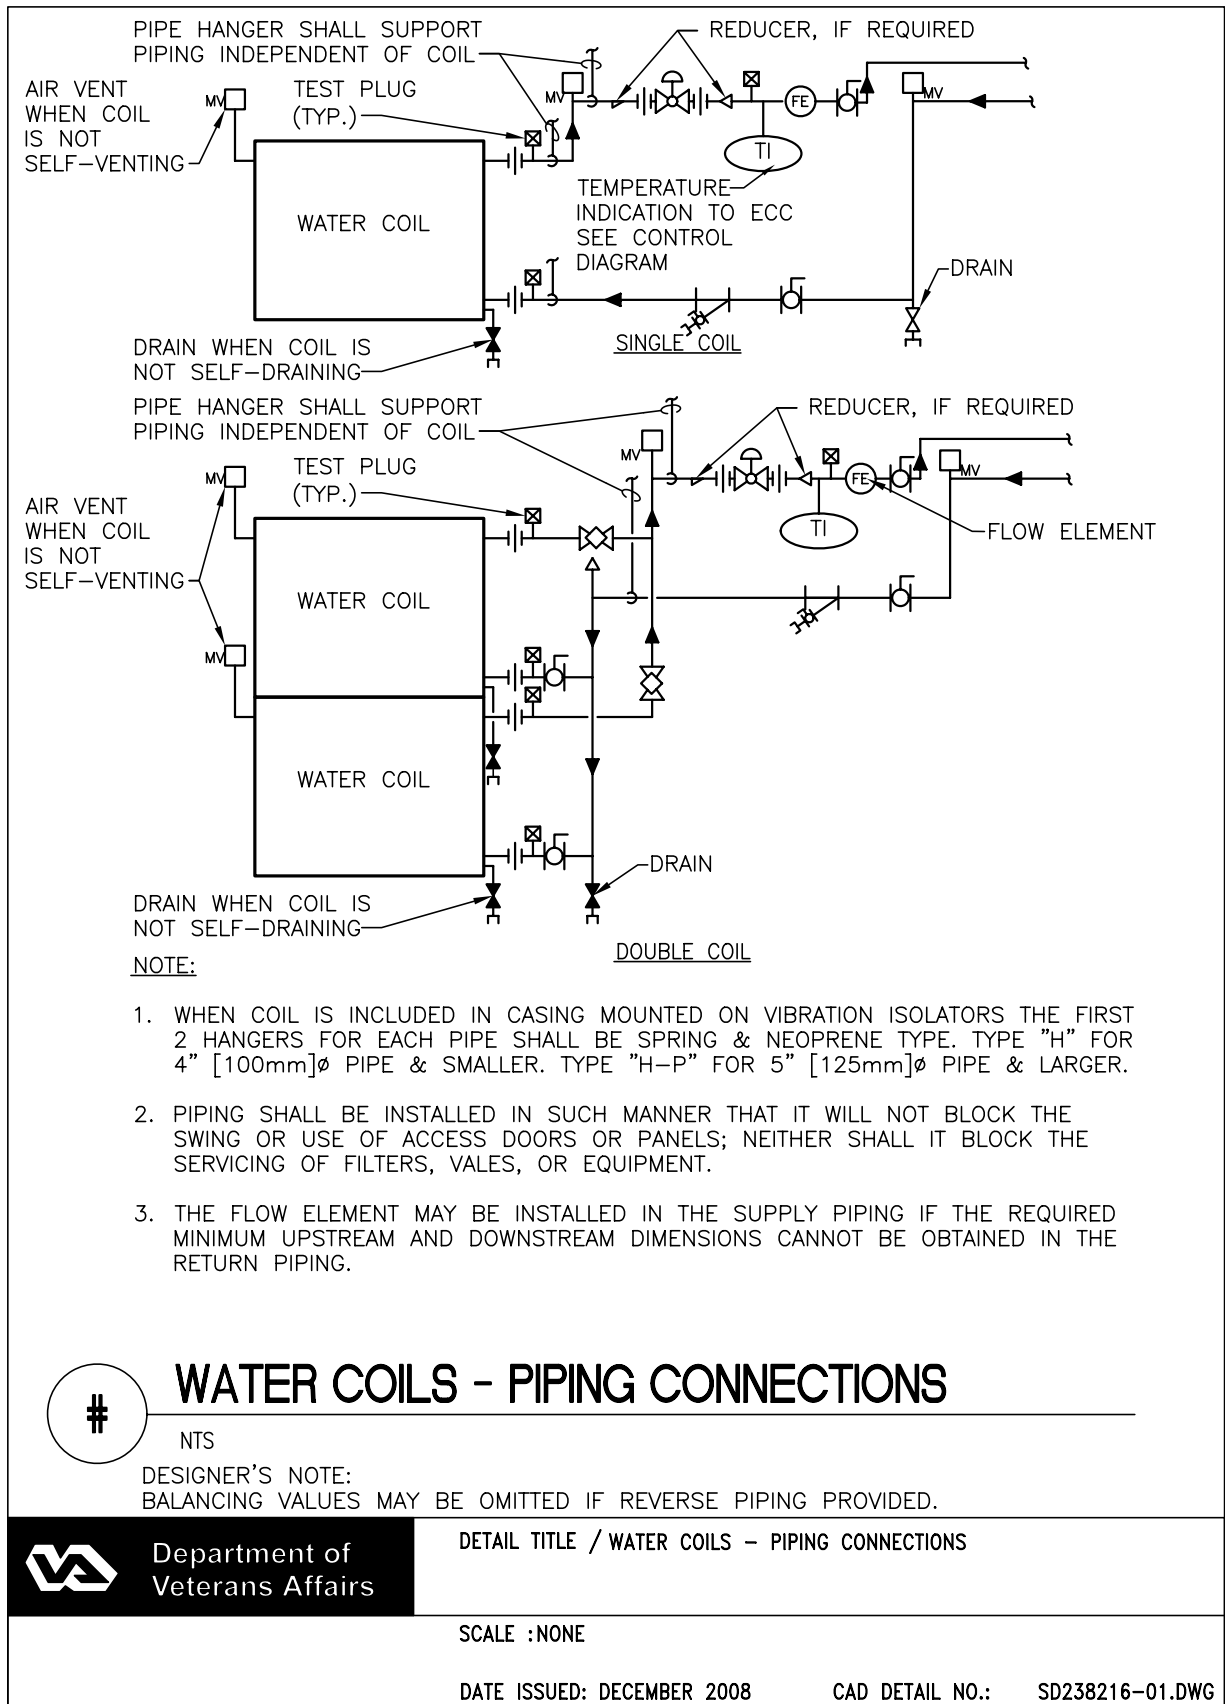 PIPE HANGER SHALL SUPPORT
PIPING INDEPENDENT OF COIL
REDUCER, IF REQUIRED
AIR VENT
WHEN COIL
IS NOT
SELF-VENTING
MV
TEST PLUG
(TYP.)
MV
FE
MV
TI
WATER COIL
TEMPERATURE
INDICATION TO ECC
SEE CONTROL
DIAGRAM
DRAIN
SINGLE COIL
DRAIN WHEN COIL IS
NOT SELF-DRAINING
PIPE HANGER SHALL SUPPORT
PIPING INDEPENDENT OF COIL
REDUCER, IF REQUIRED
MV
TEST PLUG
(TYP.)
MV
FE
MV
AIR VENT
WHEN COIL
IS NOT
SELF-VENTING
TI
FLOW ELEMENT
WATER COIL
MV
WATER COIL
DRAIN
DRAIN WHEN COIL IS
NOT SELF-DRAINING
DOUBLE COIL
NOTE:
1. WHEN COIL IS INCLUDED IN CASING MOUNTED ON VIBRATION ISOLATORS THE FIRST
2 HANGERS FOR EACH PIPE SHALL BE SPRING & NEOPRENE TYPE. TYPE "H" FOR
4" [100mm]ø PIPE & SMALLER. TYPE "H-P" FOR 5" [125mm]ø PIPE & LARGER.
2. PIPING SHALL BE INSTALLED IN SUCH MANNER THAT IT WILL NOT BLOCK THE
SWING OR USE OF ACCESS DOORS OR PANELS; NEITHER SHALL IT BLOCK THE
SERVICING OF FILTERS, VALES, OR EQUIPMENT.
3. THE FLOW ELEMENT MAY BE INSTALLED IN THE SUPPLY PIPING IF THE REQUIRED
MINIMUM UPSTREAM AND DOWNSTREAM DIMENSIONS CANNOT BE OBTAINED IN THE
RETURN PIPING.
# WATER COILS - PIPING CONNECTIONS
NTS
DESIGNER'S NOTE:
BALANCING VALUES MAY BE OMITTED IF REVERSE PIPING PROVIDED.
VA
Department of
Veterans Affairs
DETAIL TITLE / WATER COILS - PIPING CONNECTIONS
SCALE :NONE
DATE ISSUED: DECEMBER 2008 CAD DETAIL NO.: SD238216-01.DWG